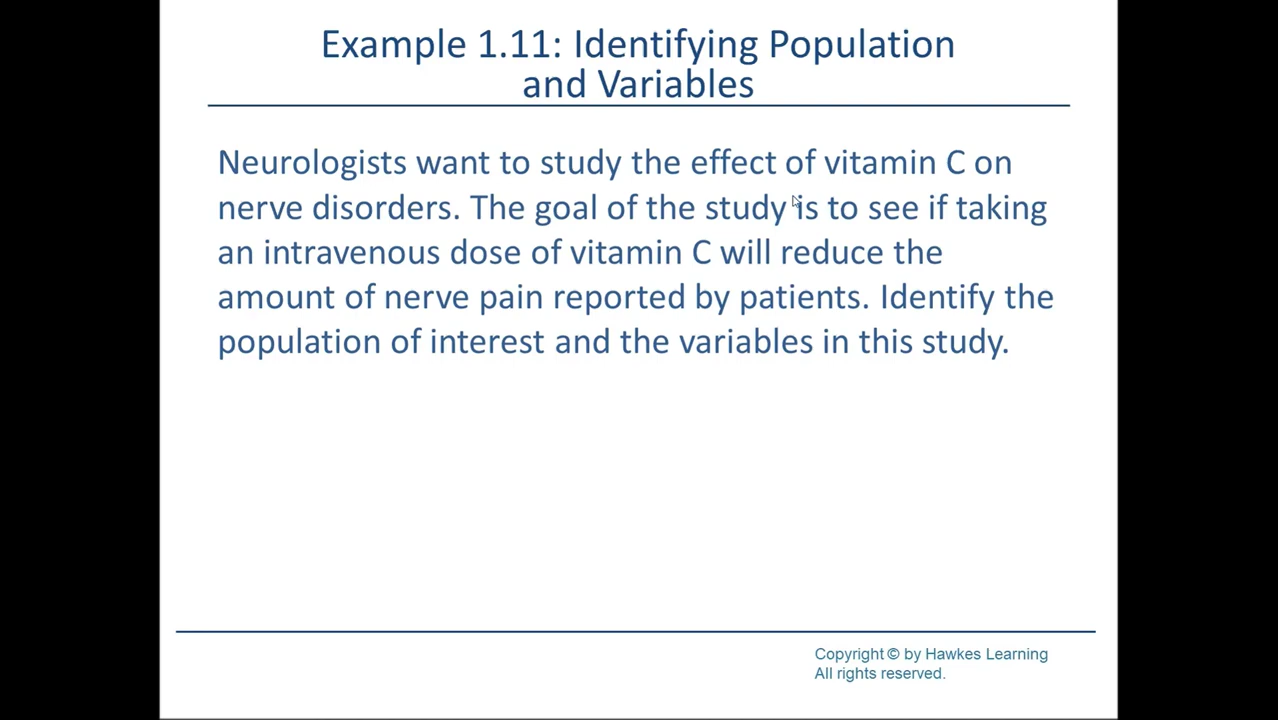 Example 1.11: Identifying Population
and Variables
Neurologists want to study the effect of vitamin C on
nerve disorders. The goal of the study is to see if taking
an intravenous dose of vitamin C will reduce the
amount of nerve pain reported by patients. Identify the
population of interest and the variables in this study.
Copyright © by Hawkes Learning
All rights reserved.